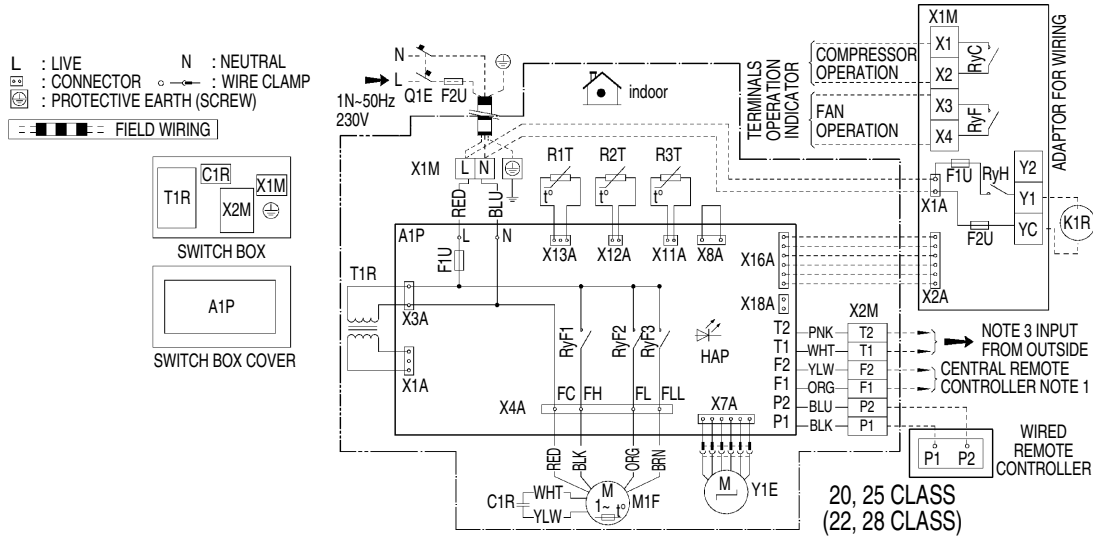 L : LIVE
N : NEUTRAL
: CONNECTOR
: WIRE CLAMP
: PROTECTIVE EARTH (SCREW)
FIELD WIRING
T1R
C1R
X2M
X1M
SWITCH BOX
A1P
SWITCH BOX COVER
N
L
Q1E
F2U
1N~50Hz
230V
indoor
X1M
L
N
RED
BLU
R1T
R2T
R3T
t°
t°
t°
A1P
L
N
F1U
X13A
X12A
X11A
X8A
T1R
X3A
X1A
X16A
X18A
RyF1
RyF2
RyF3
HAP
X4A
FC
FH
FL
FLL
X7A
RED
BLK
ORG
BRN
C1R
WHT
YLW
M
1~
t°
M1F
M
Y1E
T2
T1
F2
F1
P2
P1
PNK
WHT
YLW
ORG
BLU
BLK
X2M
T2
T1
F2
F1
P2
P1
NOTE 3 INPUT
FROM OUTSIDE
CENTRAL REMOTE
CONTROLLER NOTE 1
P1
P2
WIRED
REMOTE
CONTROLLER
TERMINALS
OPERATION
INDICATOR
COMPRESSOR
OPERATION
FAN
OPERATION
X1M
X1
X2
X3
X4
RyC
RyF
ADAPTOR FOR WIRING
F1U
RyH
X1A
F2U
Y2
Y1
YC
K1R
X2A
20, 25 CLASS
(22, 28 CLASS)